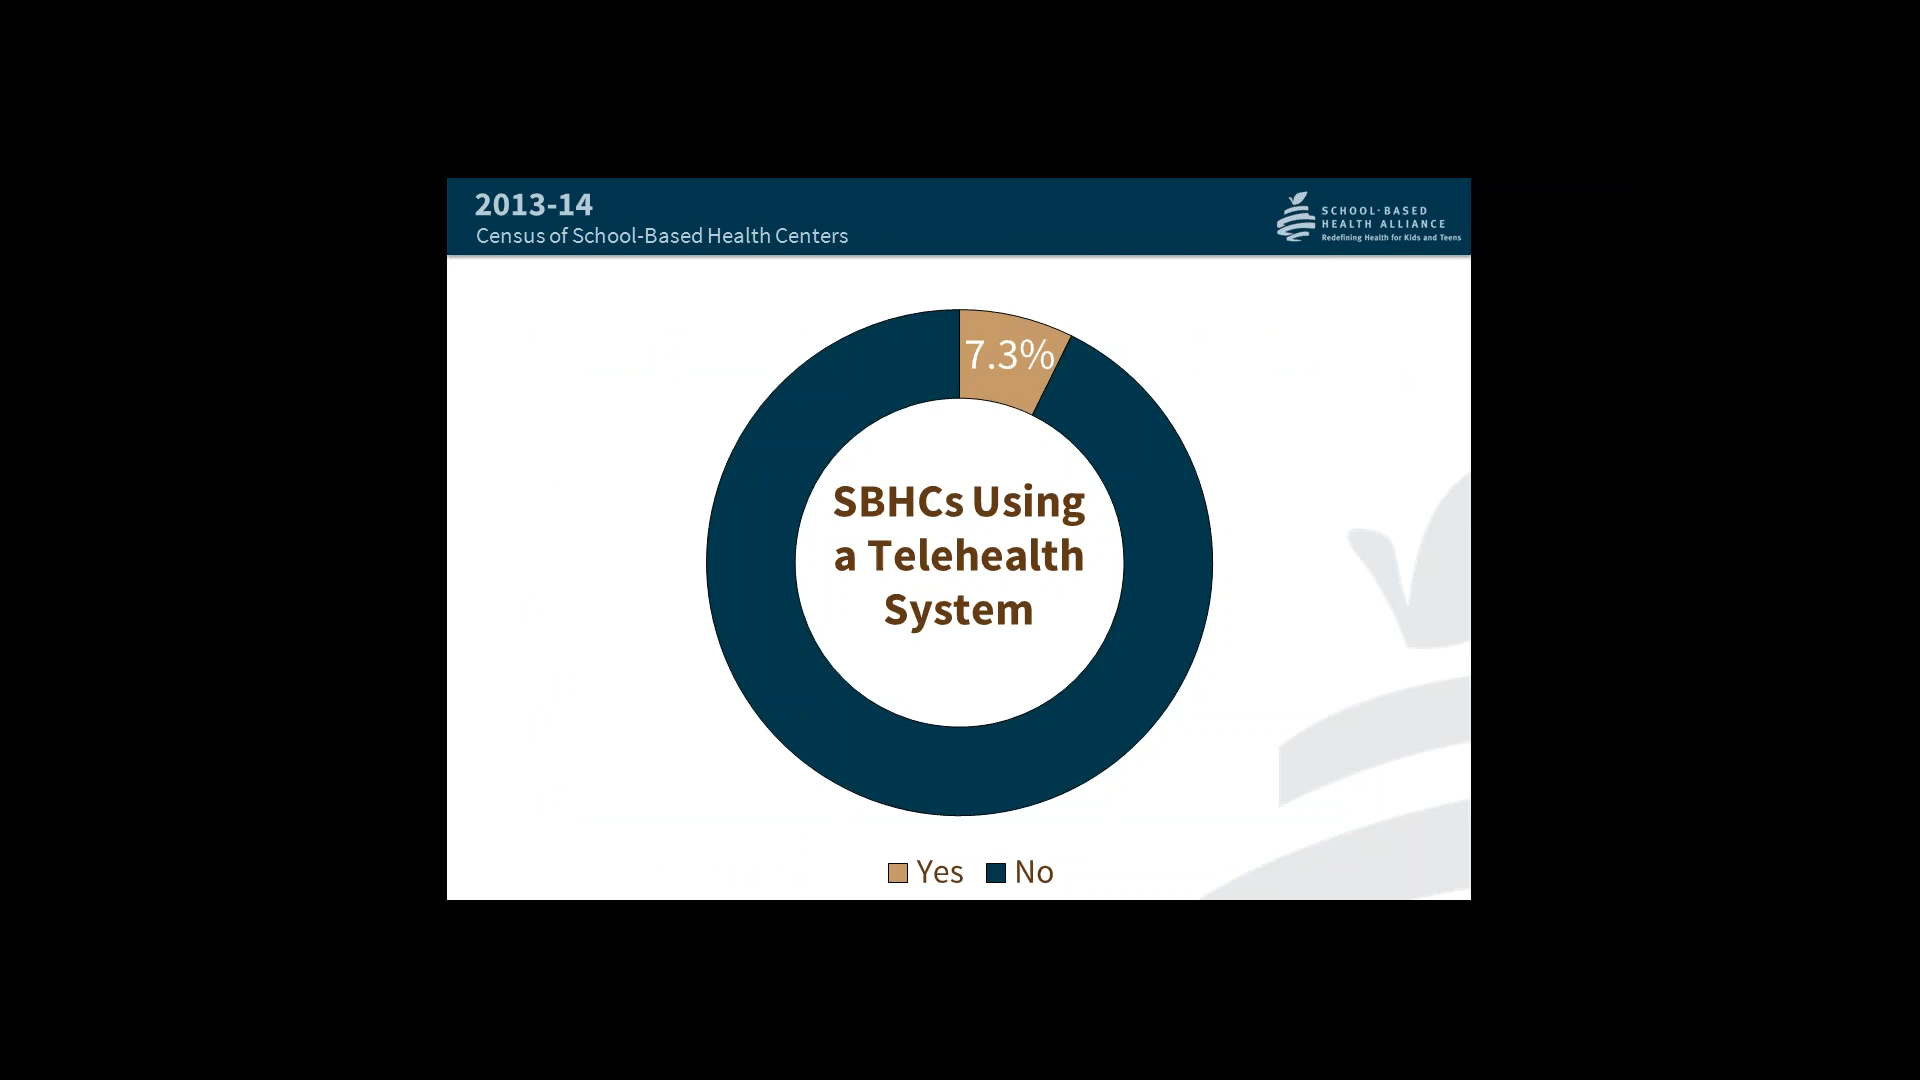 2013-14
Census of School-Based Health Centers
SCHOOL-BASED
HEALTH ALLIANCE
Redefining Health for Kids and Teens
7.3%
SBHCs Using
a Telehealth
System
Yes No